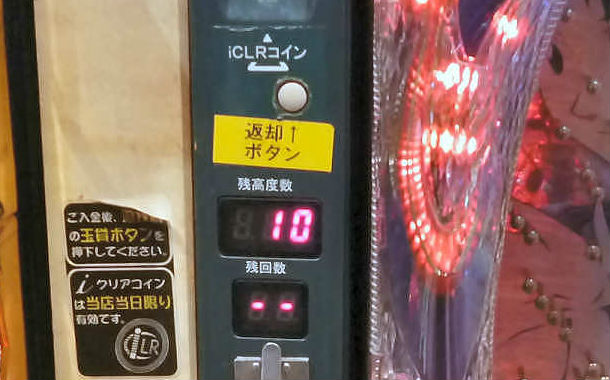 iCLRコイン
返却↑
ボタン
残高度数
10
残回数
--
ご入金後、
の玉貸ボタンを
押下してください。
iクリアコイン
は当店当日限り
有効です。
iCLR